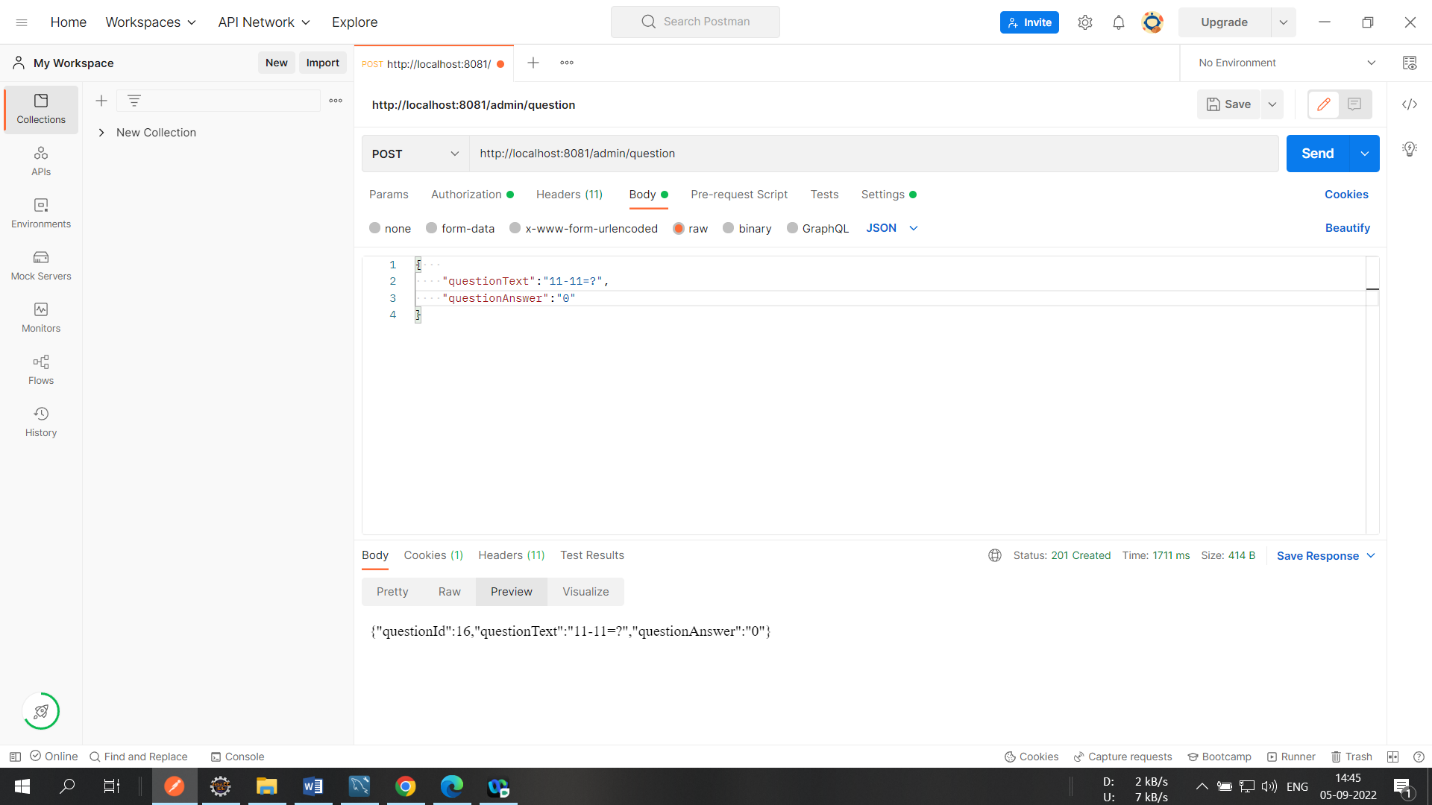 Home Workspaces API Network Explore Search Postman Invite Upgrade
My Workspace New Import POST http://localhost:8081/ No Environment
http://localhost:8081/admin/question Save
Collections
New Collection
POST http://localhost:8081/admin/question Send
APIs
Params Authorization Headers (11) Body Pre-request Script Tests Settings Cookies
Environments
none form-data x-www-form-urlencoded raw binary GraphQL JSON Beautify
1 {
2 "questionText":"11-11=?",
3 "questionAnswer":"0"
4 }
Mock Servers
Monitors
Flows
History
Body Cookies (1) Headers (11) Test Results Status: 201 Created Time: 1711 ms Size: 414 B Save Response
Pretty Raw Preview Visualize
{"questionId":16,"questionText":"11-11=?","questionAnswer":"0"}
Online Find and Replace Console Cookies Capture requests Bootcamp Runner Trash
D: 2 kB/s
U: 7 kB/s
ENG
14:45
05-09-2022
1